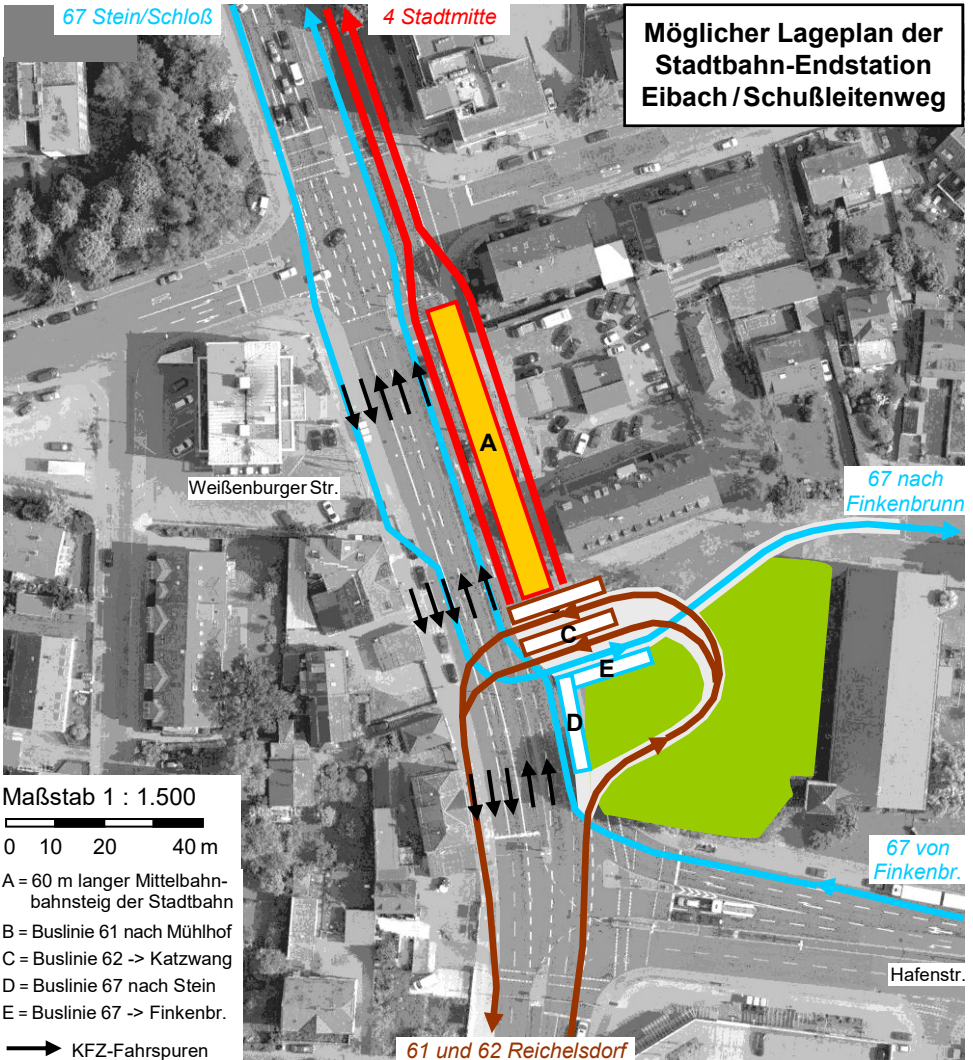 67 Stein/Schloß
4 Stadtmitte
Möglicher Lageplan der
Stadtbahn-Endstation
Eibach / Schußleitenweg
A
Weißenburger Str.
67 nach
Finkenbrunn
C
E
D
Maßstab 1 : 1.500
0 10 20 40 m
A = 60 m langer Mittelbahn-
bahnsteig der Stadtbahn
B = Buslinie 61 nach Mühlhof
C = Buslinie 62 -> Katzwang
D = Buslinie 67 nach Stein
E = Buslinie 67 -> Finkenbr.
KFZ-Fahrspuren
67 von
Finkenbr.
Hafenstr.
61 und 62 Reichelsdorf